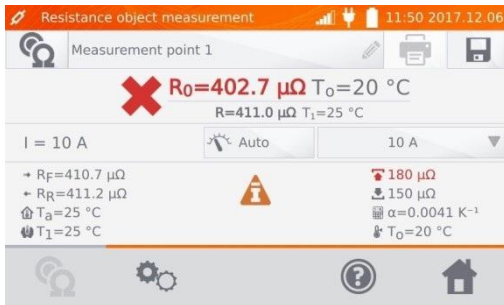 Resistance object measurement 11:50 2017.12.06
Measurement point 1
R₀=402.7 µΩ T₀=20 °C
R=411.0 µΩ T₁=25 °C
I = 10 A Auto 10 A
R_F=410.7 µΩ 180 µΩ
R_R=411.2 µΩ 150 µΩ
Tₐ=25 °C α=0.0041 K⁻¹
T₁=25 °C T₀=20 °C